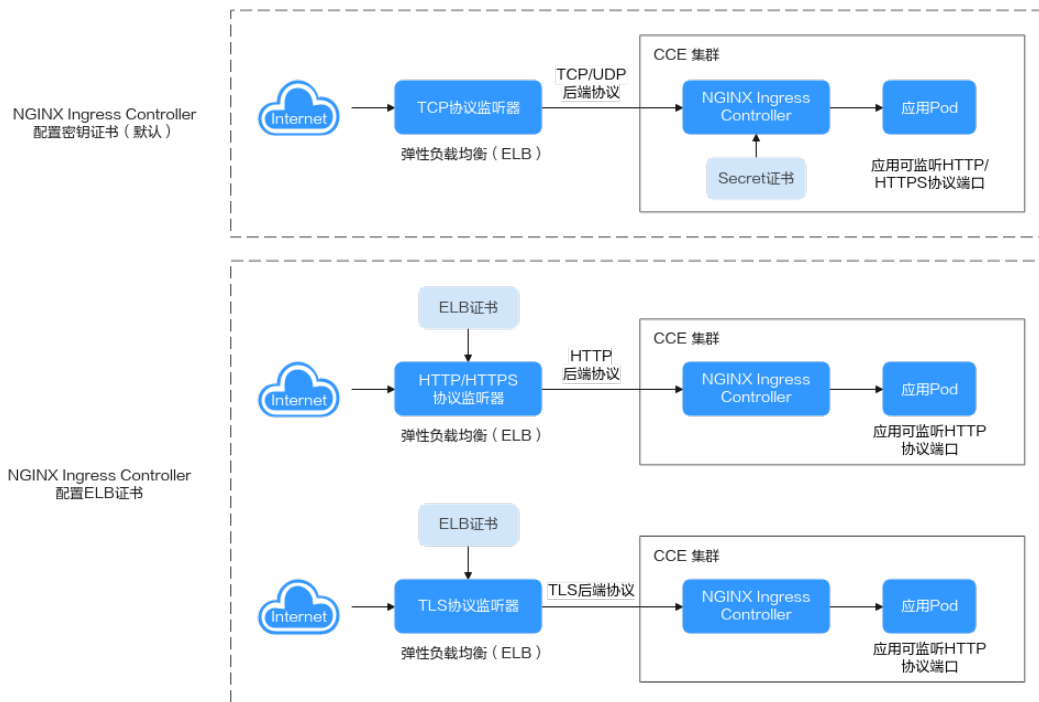 NGINX Ingress Controller
配置密钥证书（默认）
Internet
TCP协议监听器
弹性负载均衡（ELB）
TCP/UDP
后端协议
CCE 集群
NGINX Ingress
Controller
Secret证书
应用Pod
应用可监听HTTP/
HTTPS协议端口
NGINX Ingress Controller
配置ELB证书
ELB证书
Internet
HTTP/HTTPS
协议监听器
弹性负载均衡（ELB）
HTTP
后端协议
CCE 集群
NGINX Ingress
Controller
应用Pod
应用可监听HTTP
协议端口
ELB证书
Internet
TLS协议监听器
弹性负载均衡（ELB）
TLS后端协议
CCE 集群
NGINX Ingress
Controller
应用Pod
应用可监听HTTP
协议端口